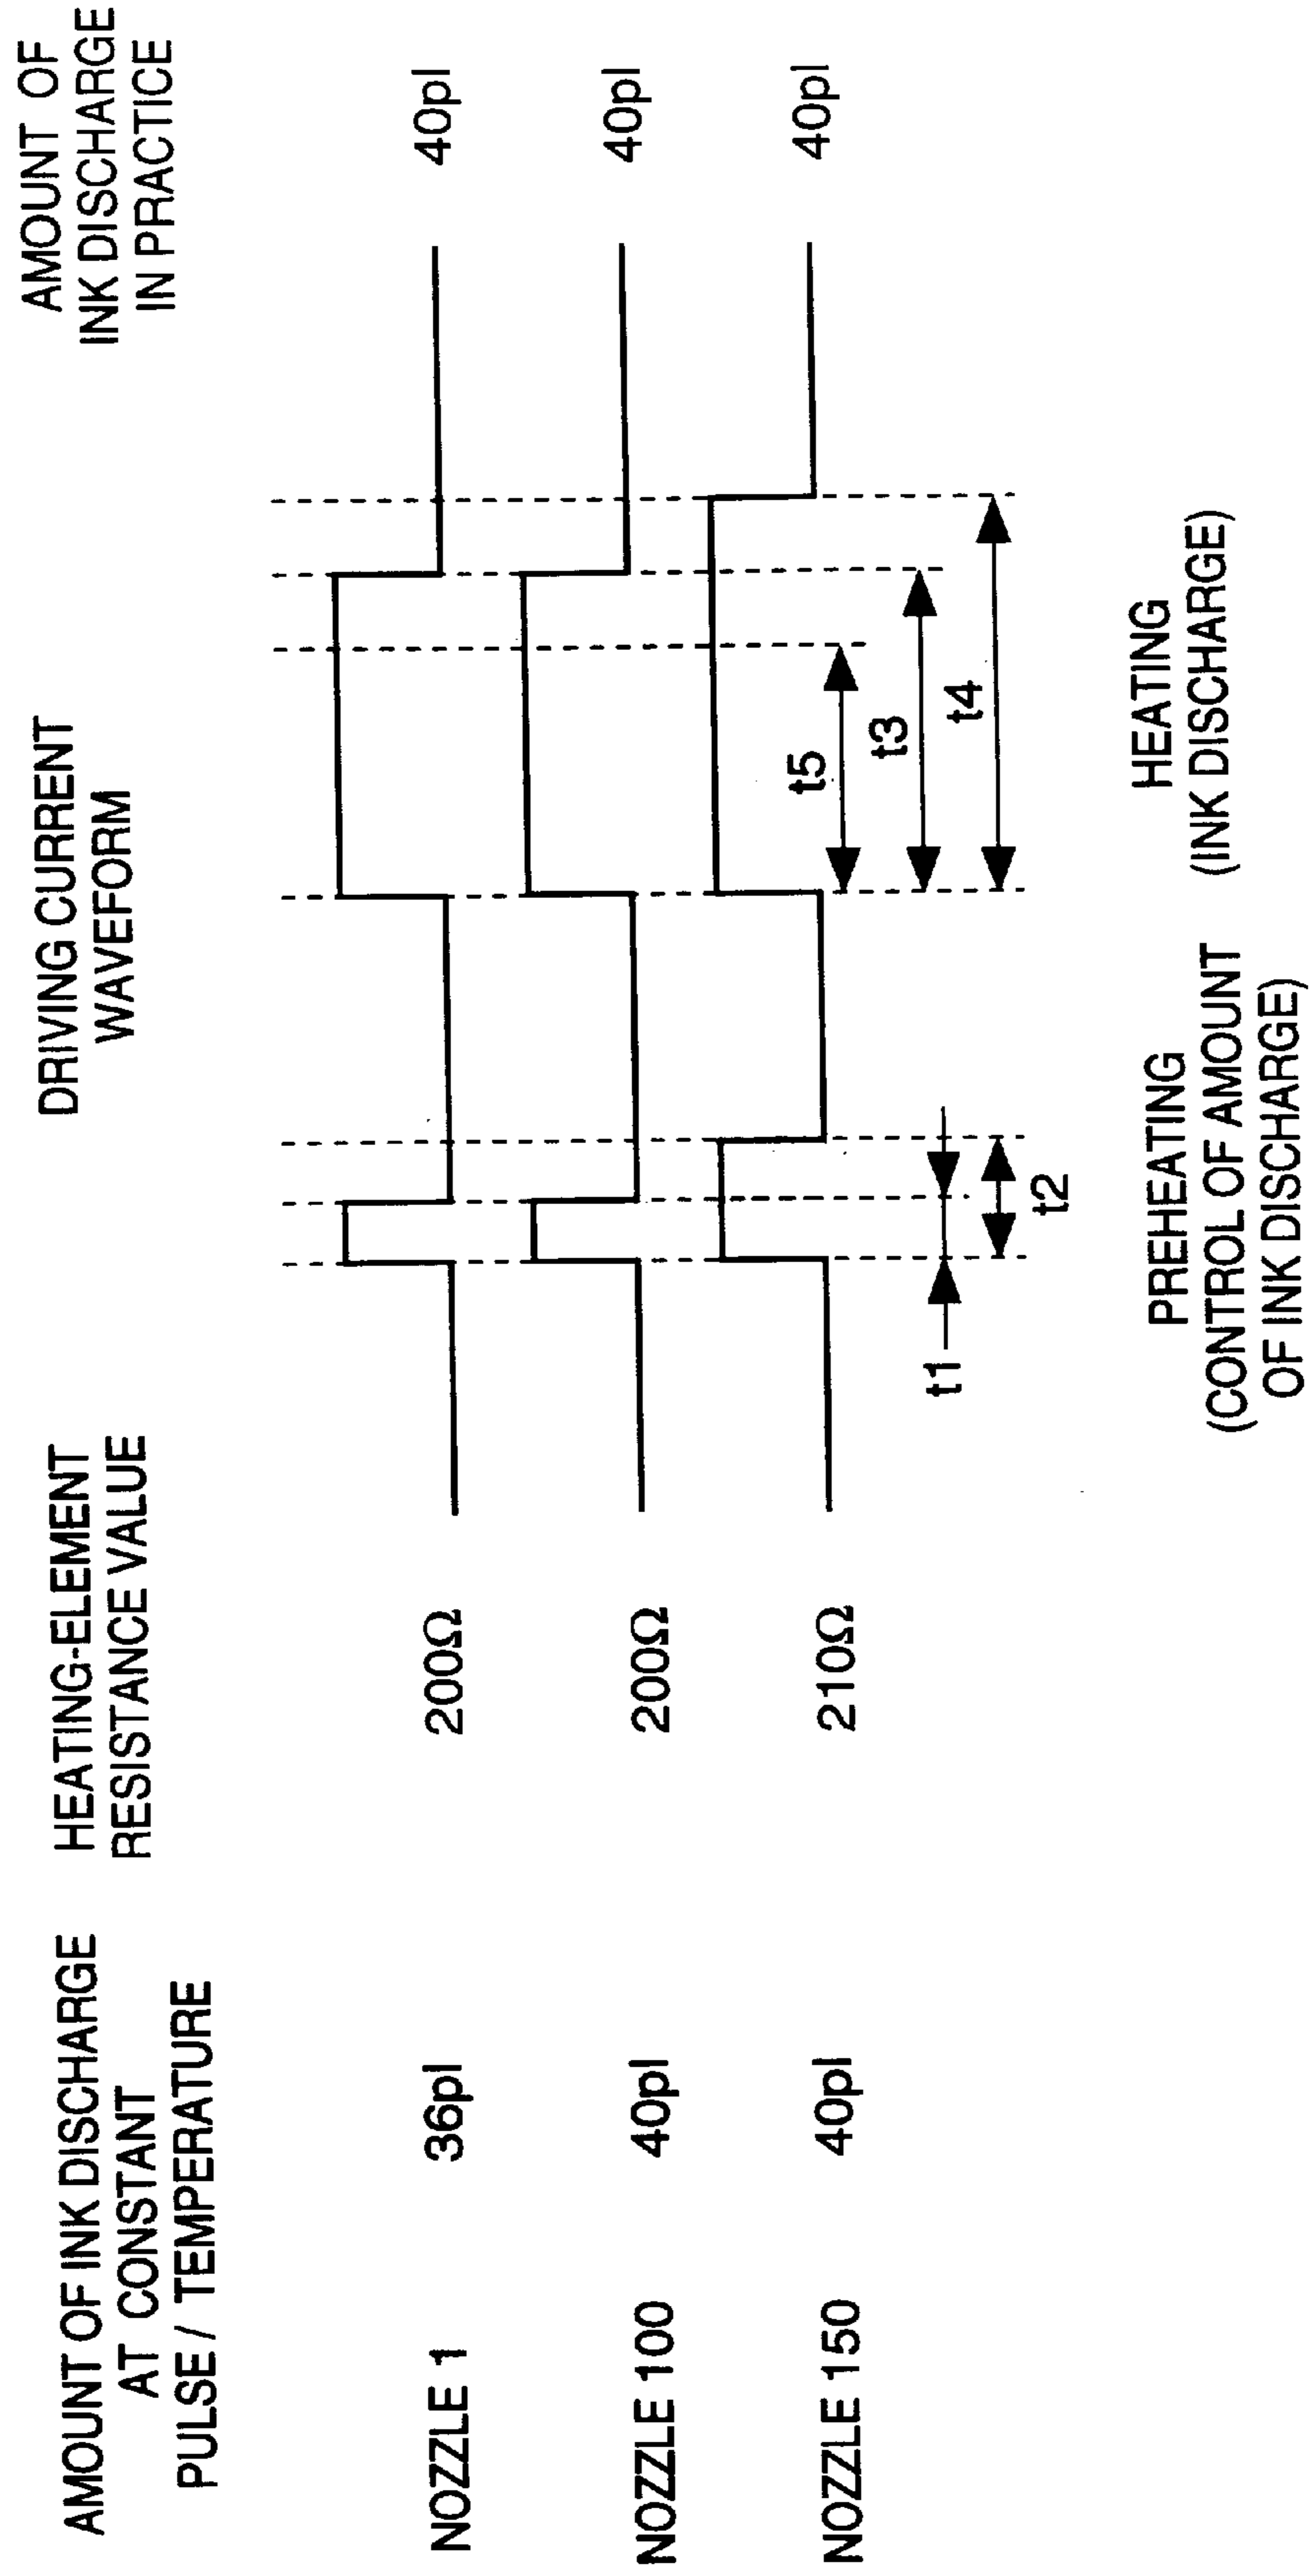 AMOUNT OF INK DISCHARGE
AT CONSTANT
PULSE / TEMPERATURE
HEATING-ELEMENT
RESISTANCE VALUE
DRIVING CURRENT
WAVEFORM
AMOUNT OF
INK DISCHARGE
IN PRACTICE
NOZZLE 1 36pl 200Ω 40pl
NOZZLE 100 40pl 200Ω 40pl
NOZZLE 150 40pl 210Ω 40pl
t5
t3
t1
t4
t2
PREHEATING
(CONTROL OF AMOUNT
OF INK DISCHARGE)
HEATING
(INK DISCHARGE)